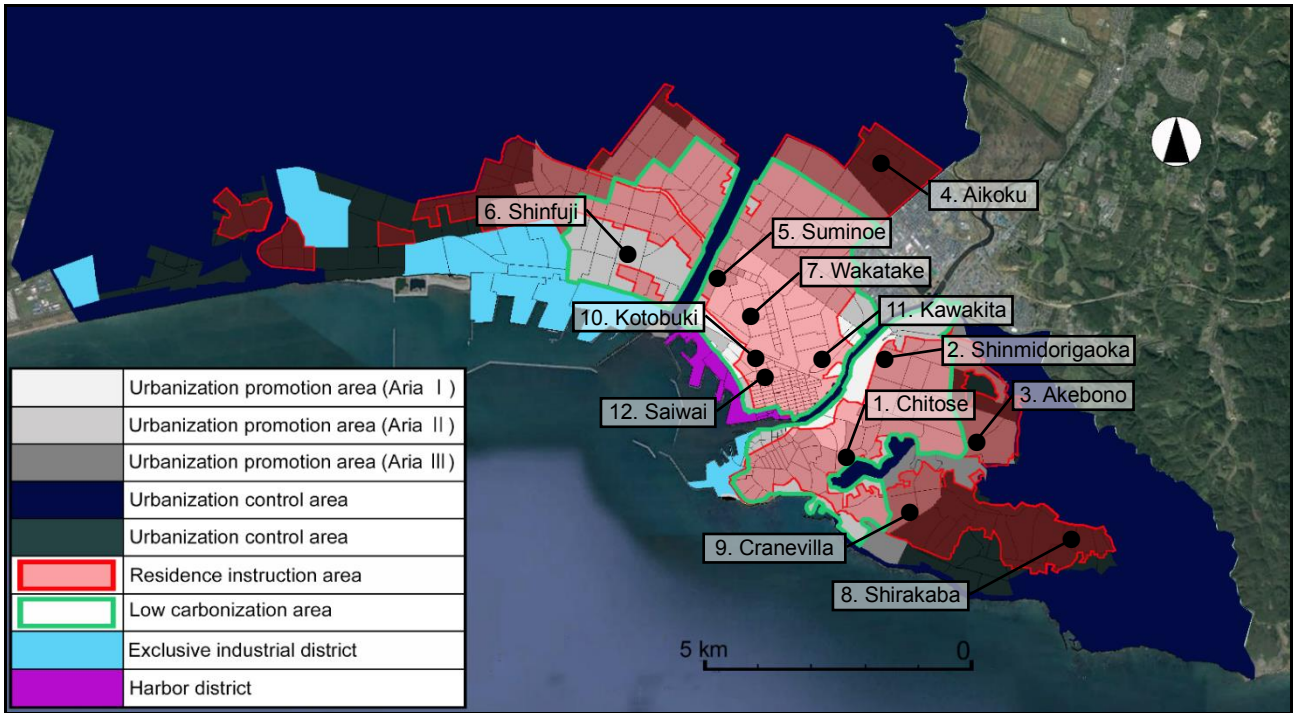 4. Aikoku
6. Shinfuji
5. Suminoe
7. Wakatake
11. Kawakita
10. Kotobuki
2. Shinmidorigaoka
12. Saiwai
1. Chitose
3. Akebono
9. Cranevilla
8. Shirakaba
5 km
0
Urbanization promotion area (Aria Ⅰ)
Urbanization promotion area (Aria Ⅱ)
Urbanization promotion area (Aria Ⅲ)
Urbanization control area
Urbanization control area
Residence instruction area
Low carbonization area
Exclusive industrial district
Harbor district